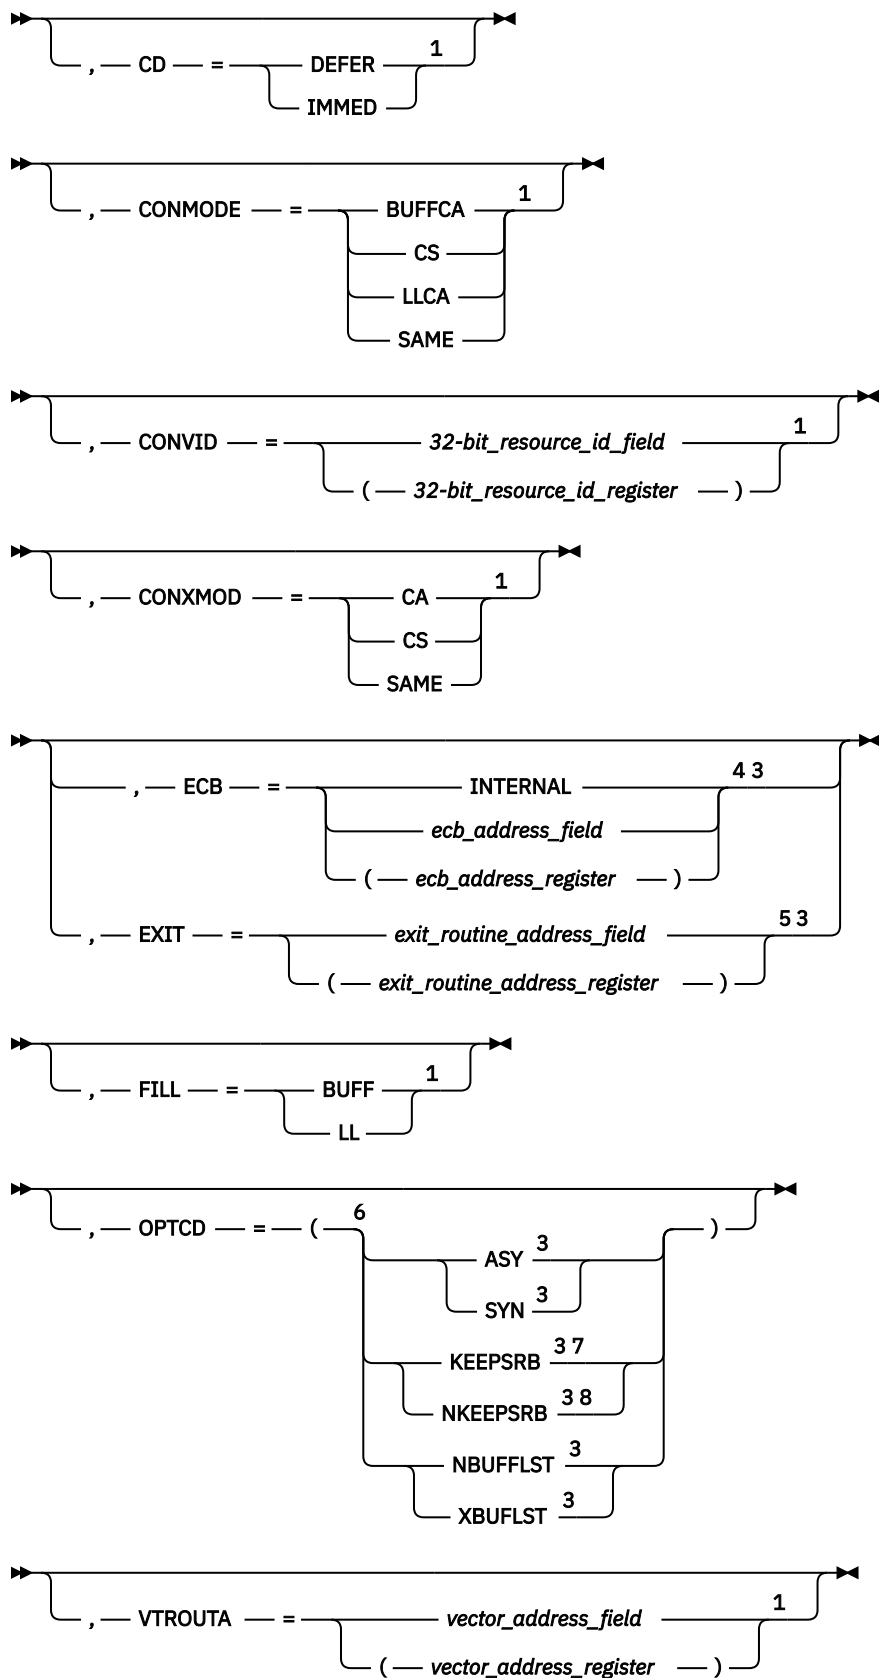 , CD = DEFER 1
IMMED
, CONMODE = BUFFCA 1
CS
LLCA
SAME
, CONVID = 32-bit_resource_id_field 1
( 32-bit_resource_id_register )
, CONXMOD = CA 1
CS
SAME
, ECB = INTERNAL 4 3
ecb_address_field
( ecb_address_register )
, EXIT = exit_routine_address_field 5 3
( exit_routine_address_register )
, FILL = BUFF 1
LL
, OPTCD = ( 6 )
ASY 3
SYN 3
KEEPSRB 3 7
NKEEPSRB 3 8
NBUFFLST 3
XBUFLST 3
, VTROUTA = vector_address_field 1
( vector_address_register )